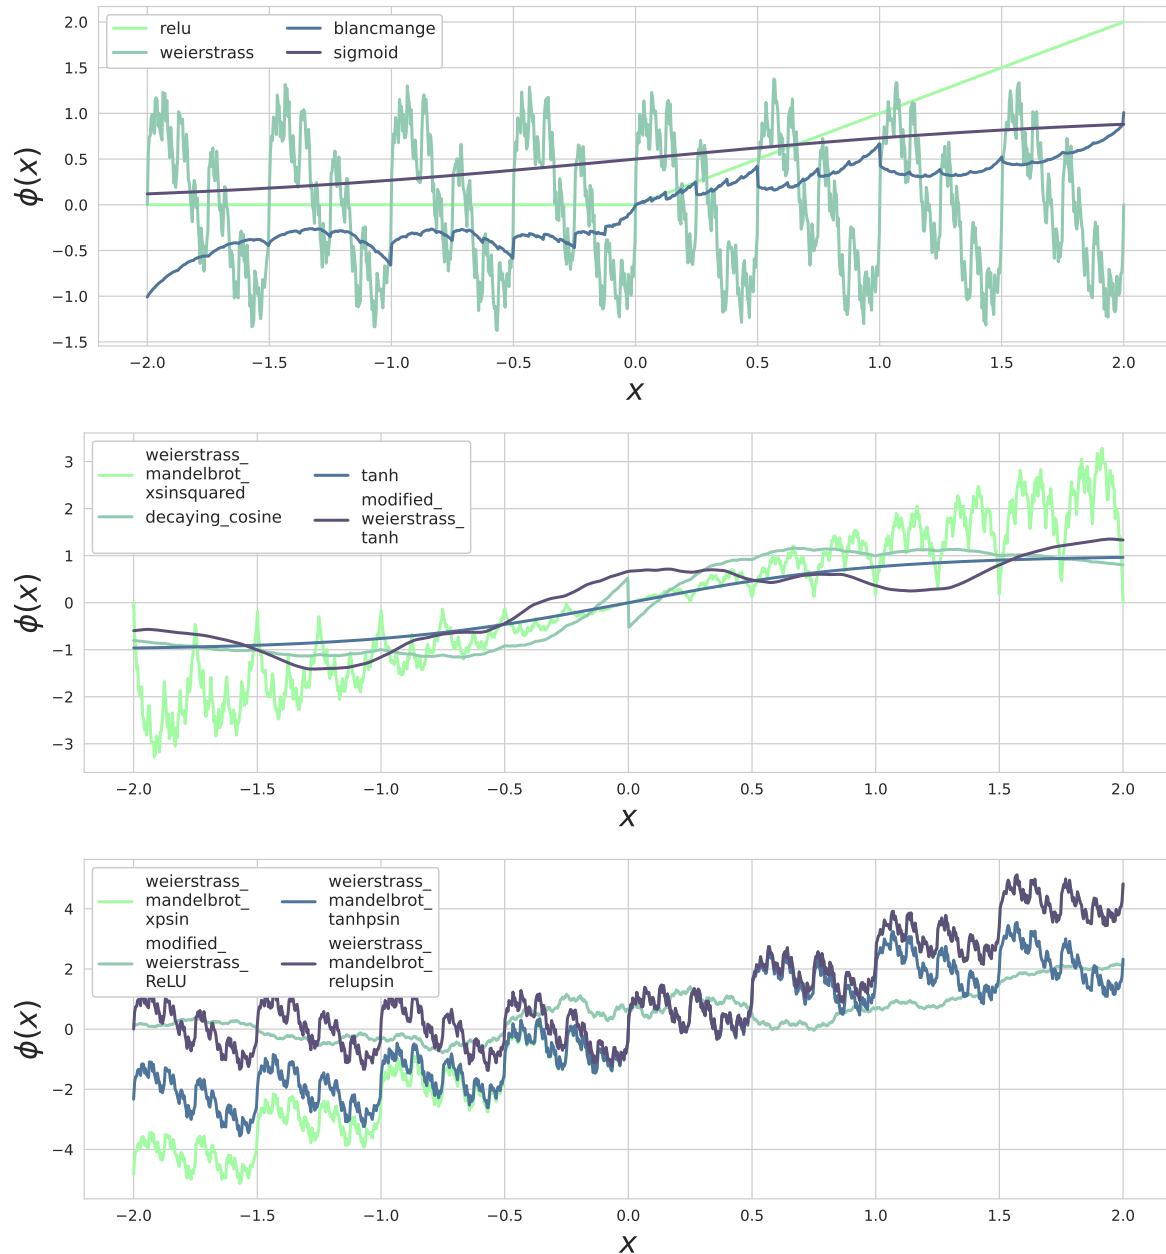 2.0
1.5
1.0
0.5
0.0
−0.5
−1.0
−1.5
ϕ(x)
relu
weierstrass
blancmange
sigmoid
−2.0 −1.5 −1.0 −0.5 0.0 0.5 1.0 1.5 2.0
x
3
2
1
0
−1
−2
−3
ϕ(x)
weierstrass_
mandelbrot_
xsinsquared
decaying_cosine
tanh
modified_
weierstrass_
tanh
−2.0 −1.5 −1.0 −0.5 0.0 0.5 1.0 1.5 2.0
x
4
2
0
−2
−4
ϕ(x)
weierstrass_
mandelbrot_
xpsin
modified_
weierstrass_
ReLU
weierstrass_
mandelbrot_
tanhpsin
weierstrass_
mandelbrot_
relupsin
−2.0 −1.5 −1.0 −0.5 0.0 0.5 1.0 1.5 2.0
x